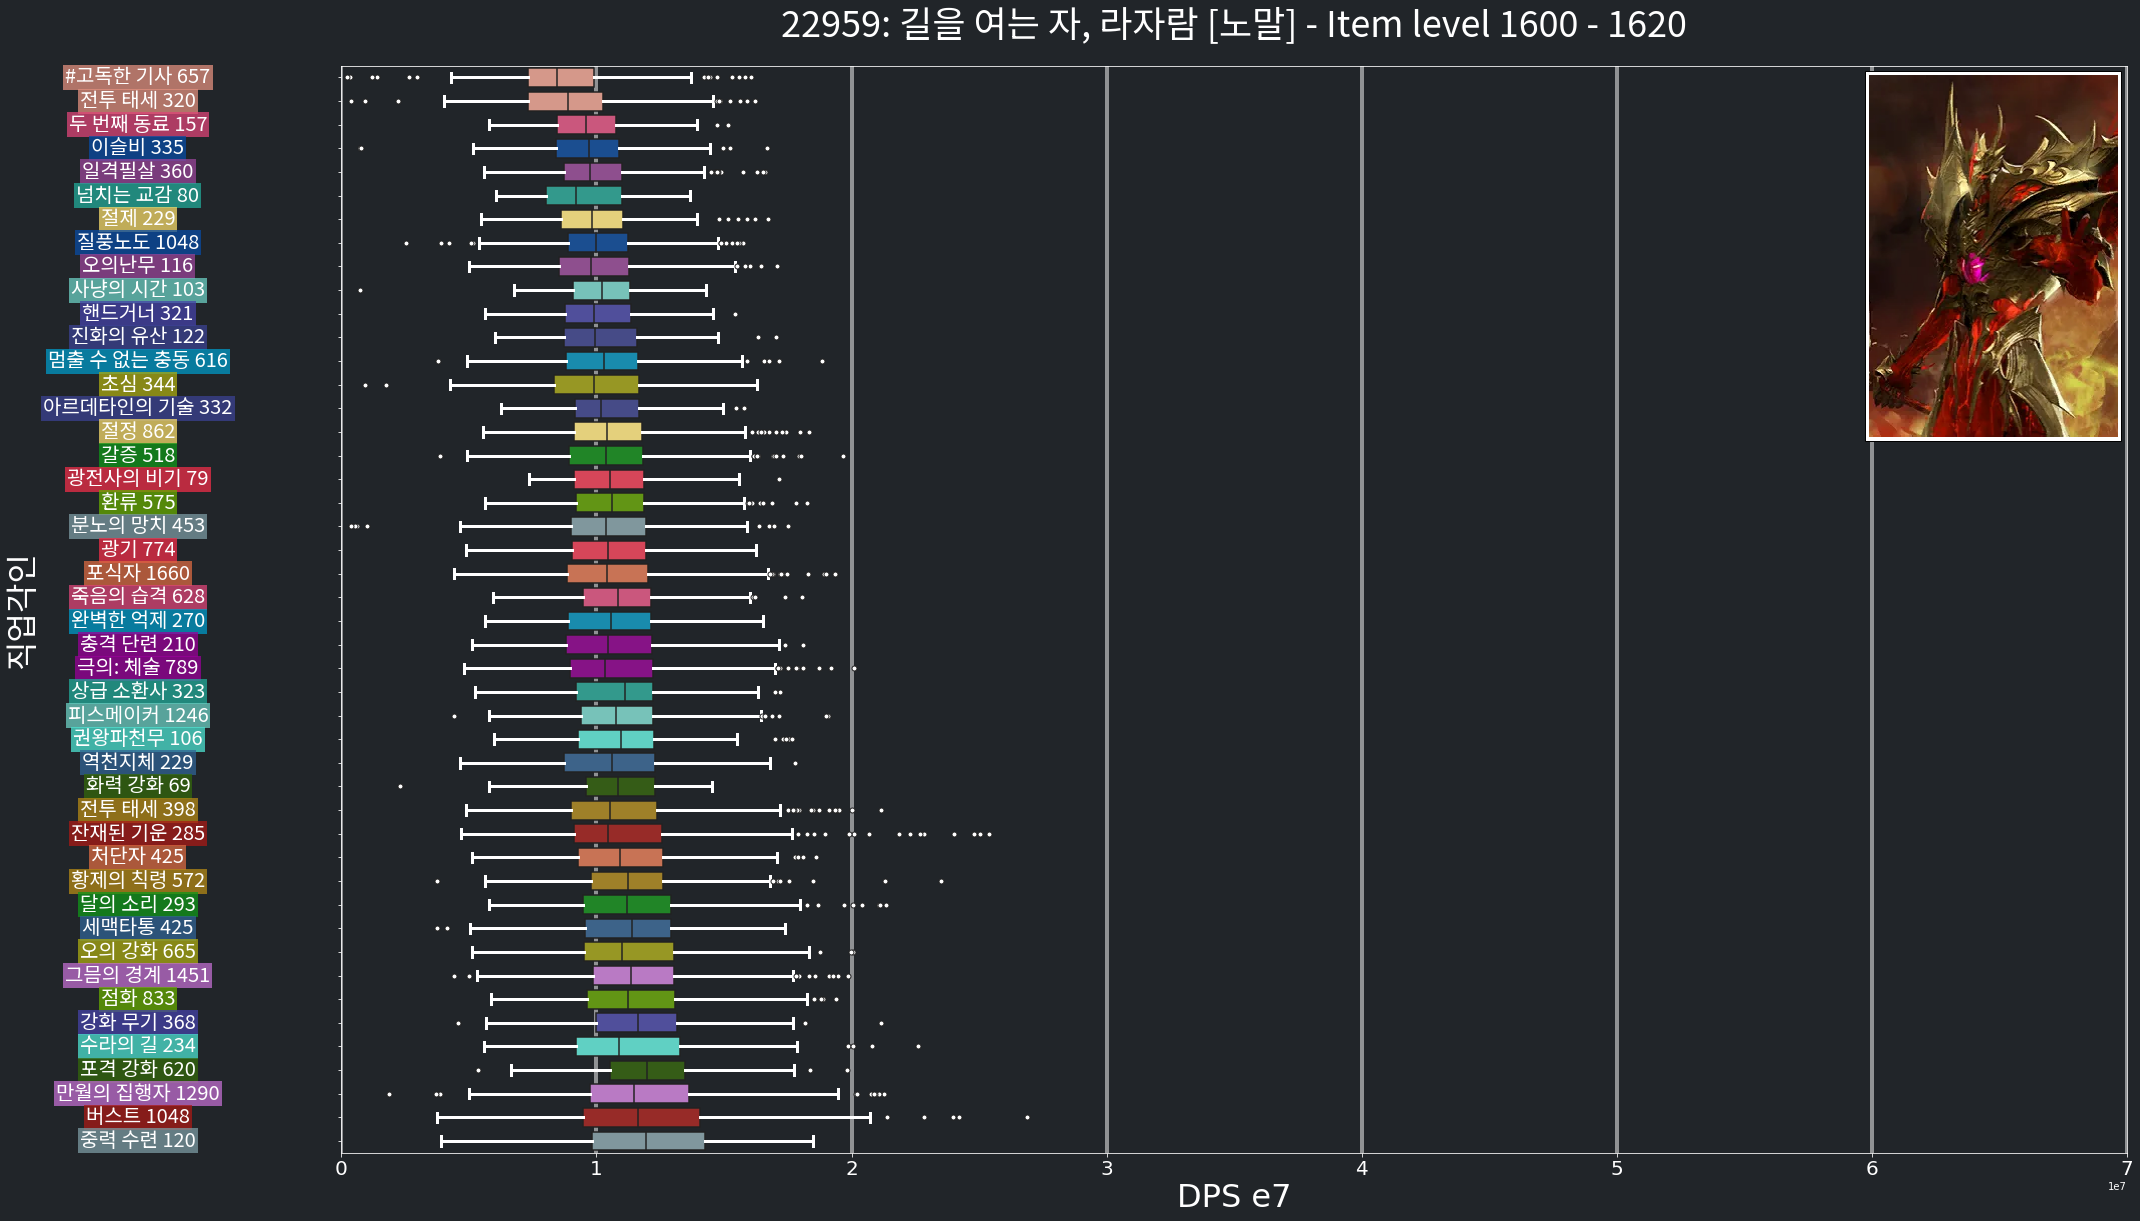 22959: 길을 여는 자, 라자람 [노말] - Item level 1600 - 1620
직업각인
#고독한 기사 657
전투 태세 320
두 번째 동료 157
이슬비 335
일격필살 360
넘치는 교감 80
절제 229
질풍노도 1048
오의난무 116
사냥의 시간 103
핸드거너 321
진화의 유산 122
멈출 수 없는 충동 616
초심 344
아르데타인의 기술 332
절정 862
갈증 518
광전사의 비기 79
환류 575
분노의 망치 453
광기 774
포식자 1660
죽음의 습격 628
완벽한 억제 270
충격 단련 210
극의: 체술 789
상급 소환사 323
피스메이커 1246
권왕파천무 106
역천지체 229
화력 강화 69
전투 태세 398
잔재된 기운 285
처단자 425
황제의 칙령 572
달의 소리 293
세맥타통 425
오의 강화 665
그믐의 경계 1451
점화 833
강화 무기 368
수라의 길 234
포격 강화 620
만월의 집행자 1290
버스트 1048
중력 수련 120
0 1 2 3 4 5 6 7
DPS e7
1e7